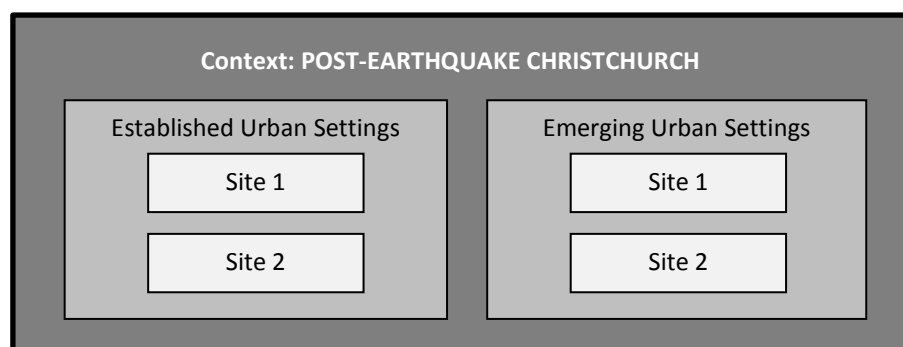 Context: POST-EARTHQUAKE CHRISTCHURCH
Established Urban Settings
Site 1
Site 2
Emerging Urban Settings
Site 1
Site 2